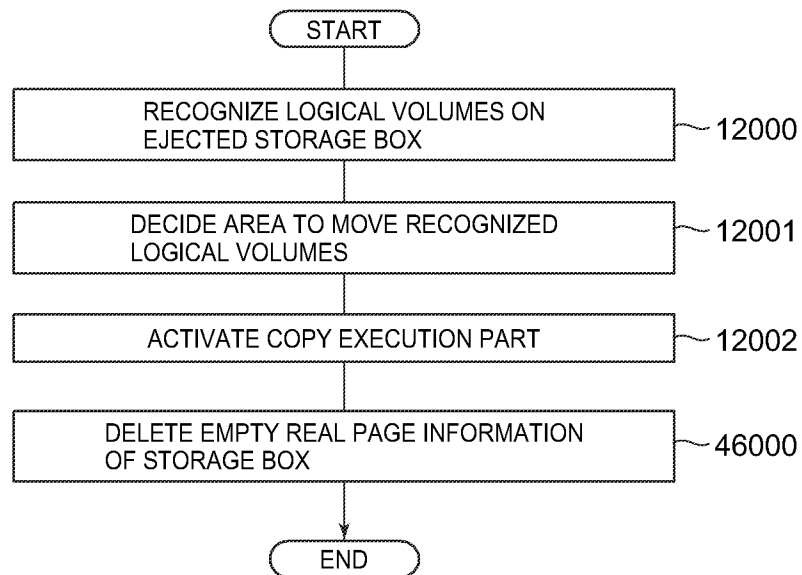 START
RECOGNIZE LOGICAL VOLUMES ON
EJECTED STORAGE BOX
12000
DECIDE AREA TO MOVE RECOGNIZED
LOGICAL VOLUMES
12001
ACTIVATE COPY EXECUTION PART
12002
DELETE EMPTY REAL PAGE INFORMATION
OF STORAGE BOX
46000
END